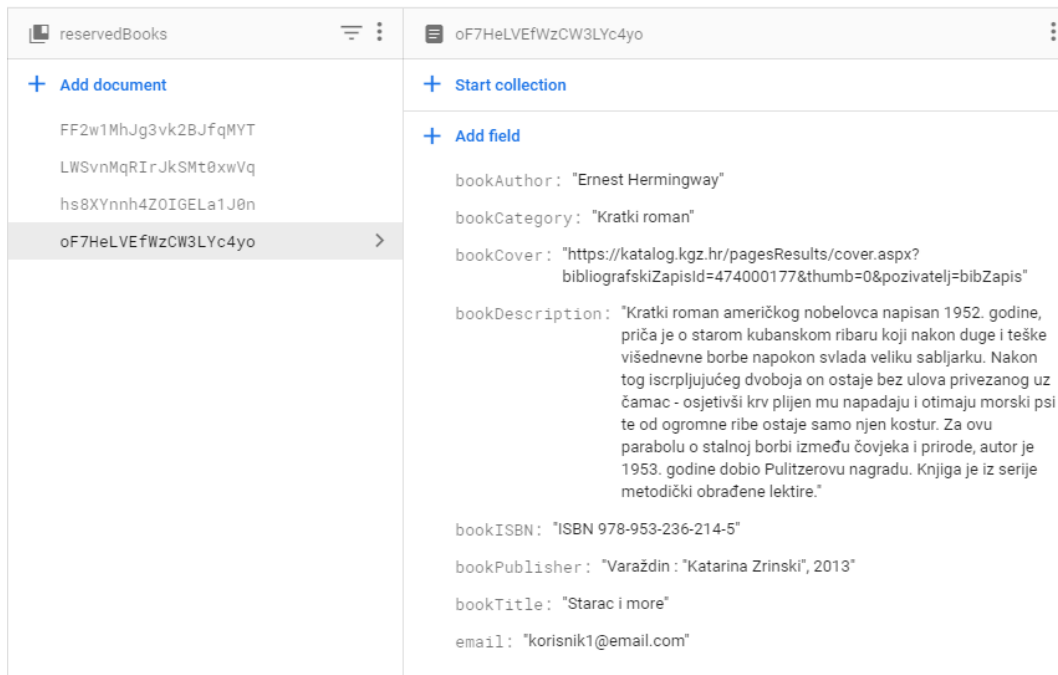 reservedBooks
Add document
FF2w1MhJg3vk2BJfqMYT
LWSvnMqRIrJkSMt0xwVq
hs8XYnnh4ZOIGELa1J0n
oF7HeLVEfWzCW3LYc4yo
oF7HeLVEfWzCW3LYc4yo
Start collection
Add field
bookAuthor: "Ernest Hermingway"
bookCategory: "Kratki roman"
bookCover: "https://katalog.kgz.hr/pagesResults/cover.aspx?
bibliografskiZapisId=474000177&thumb=0&pozivatelj=bibZapis"
bookDescription: "Kratki roman američkog nobelovca napisan 1952. godine,
priča je o starom kubanskom ribaru koji nakon duge i teške
višednevne borbe napokon svlada veliku sabljarku. Nakon
tog iscrpljujućeg dvoboja on ostaje bez ulova privezanog uz
čamac - osjetivši krv plijen mu napadaju i otimaju morski psi
te od ogromne ribe ostaje samo njen kostur. Za ovu
parabolu o stalnoj borbi između čovjeka i prirode, autor je
1953. godine dobio Pulitzerovu nagradu. Knjiga je iz serije
metodički obrađene lektire."
bookISBN: "ISBN 978-953-236-214-5"
bookPublisher: "Varaždin : "Katarina Zrinski", 2013"
bookTitle: "Starac i more"
email: "korisnik1@email.com"